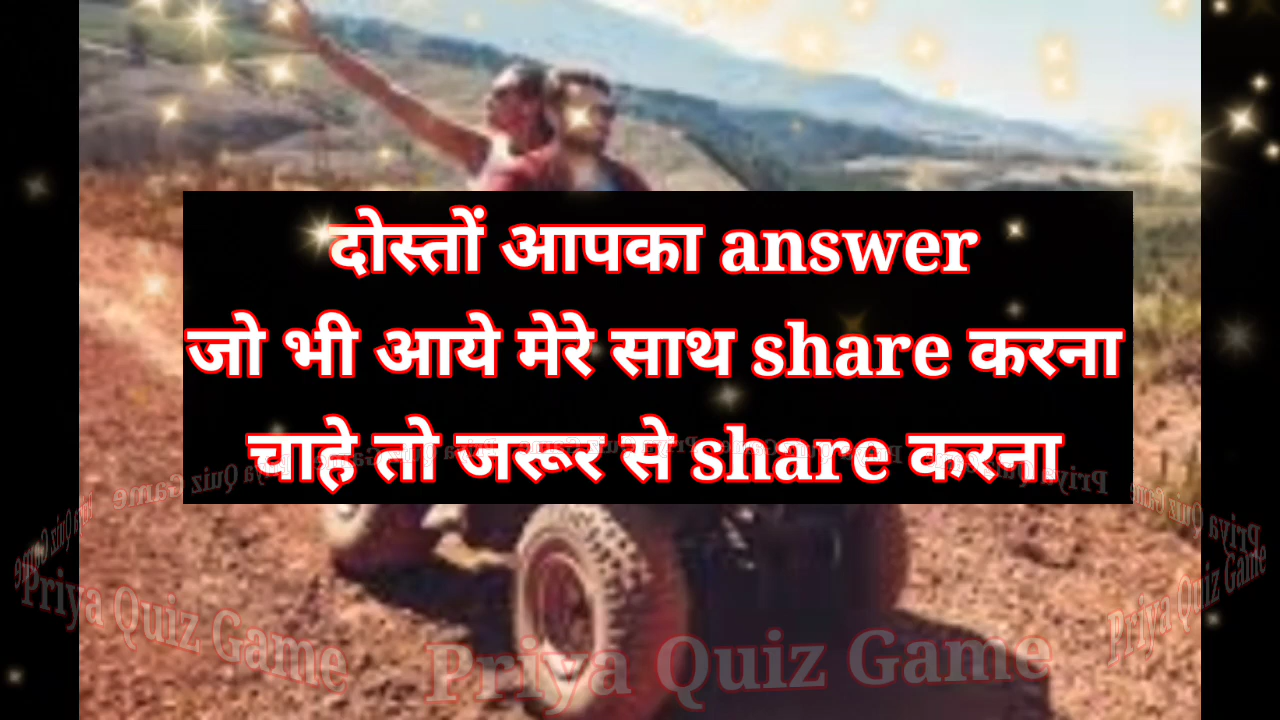 दोस्तों आपका answer
जो भी आये मेरे साथ share करना
चाहे तो जरूर से share करना
Priya Quiz Game
Priya Quiz Game
Priya Quiz Game